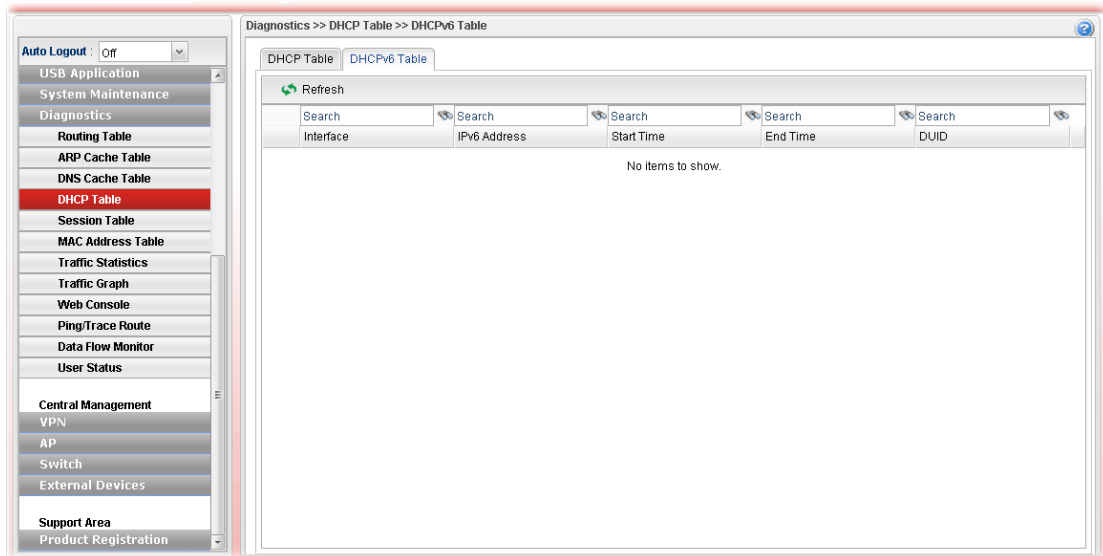 Diagnostics >> DHCP Table >> DHCPv6 Table
Auto Logout : Off
USB Application
System Maintenance
Diagnostics
Routing Table
ARP Cache Table
DNS Cache Table
DHCP Table
Session Table
MAC Address Table
Traffic Statistics
Traffic Graph
Web Console
Ping/Trace Route
Data Flow Monitor
User Status
Central Management
VPN
AP
Switch
External Devices
Support Area
Product Registration
DHCP Table DHCPv6 Table
Refresh
Search Search Search Search Search
Interface IPv6 Address Start Time End Time DUID
No items to show.